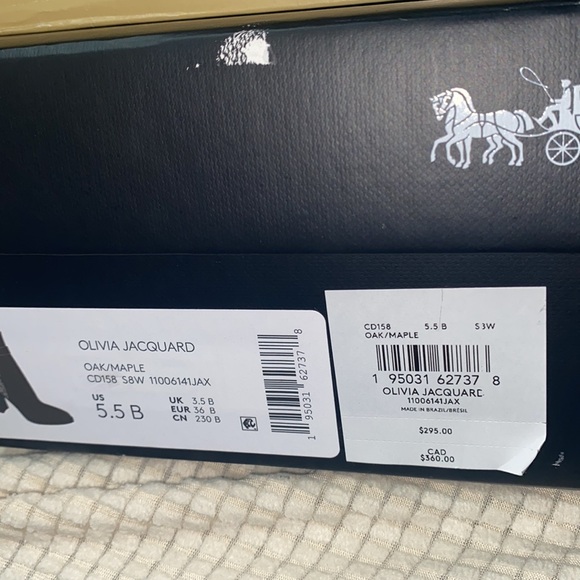 OLIVIA JACQUARD
OAK/MAPLE
CD158 S8W 11006141JAX
US
5.5 B
UK 3.5 B
EUR 36 B
CN 230 B
1 95031 62737 8
CD158 5.5 B S3W
OAK/MAPLE
1 95031 62737 8
OLIVIA JACQUARD
11006141JAX
MADE IN BRAZIL/BRÉSIL
$295.00
CAD
$360.00